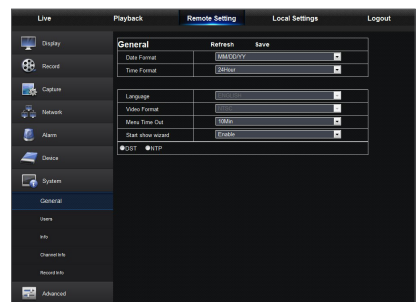 Live Playback Remote Setting Local Settings Logout
Display
Record
Capture
Network
Alarm
Device
System
General
Users
Info
Channel Info
Record Info
Advanced
General Refresh Save
Date Format MM/DD/YY
Time Format 24Hour
Language ENGLISH
Video Format NTSC
Menu Time Out 10Min
Start show wizard Enable
DST NTP